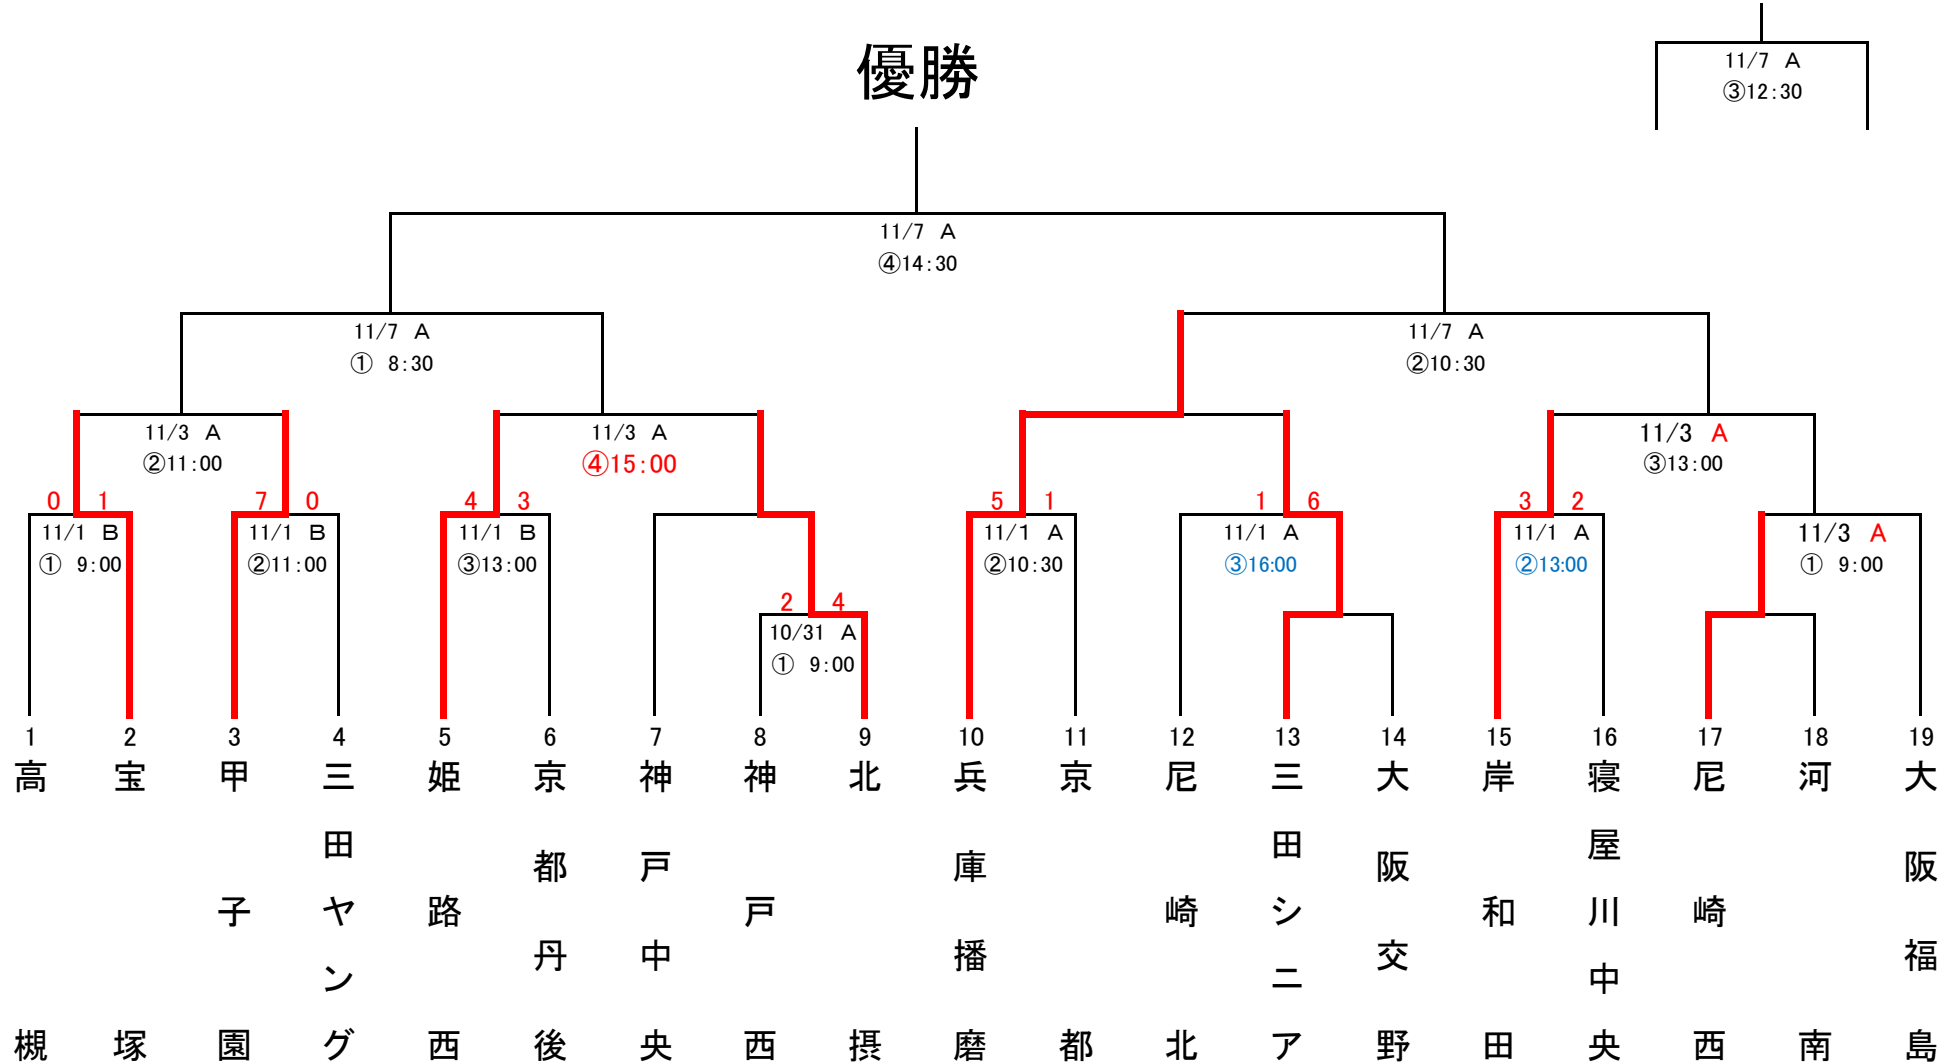 優勝
11/7 A
③12:30
11/7 A
④14:30
11/7 A
① 8:30
11/7 A
②10:30
11/3 A
②11:00
11/3 A
④15:00
11/3 A
③13:00
0 1
11/1 B
① 9:00
7 0
11/1 B
②11:00
4 3
11/1 B
③13:00
5 1
11/1 A
②10:30
1 6
11/1 A
③16:00
3 2
11/1 A
②13:00
11/3 A
① 9:00
2 4
10/31 A
① 9:00
1 2 3 4 5 6 7 8 9 10 11 12 13 14 15 16 17 18 19
高槻
宝塚
甲子園
三田ヤング
姫路西
京都丹後
神戸中央
神戸西
北摂
兵庫播磨
京都
尼崎北
三田シニア
大阪交野
岸和田
寝屋川中央
尼崎西
河南
大阪福島